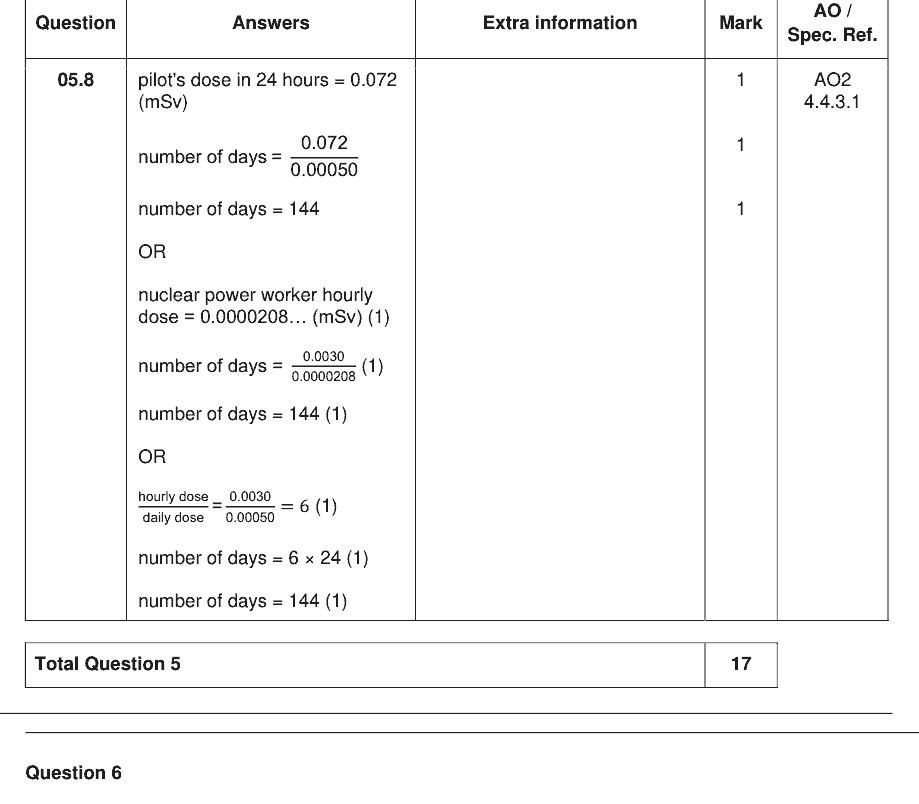 Question Answers Extra information Mark AO /
Spec. Ref.
05.8 pilot's dose in 24 hours = 0.072 1 AO2
(mSv) 4.4.3.1
number of days = 0.072 / 0.00050 1
number of days = 144 1
OR
nuclear power worker hourly
dose = 0.0000208... (mSv) (1)
number of days = 0.0030 / 0.0000208 (1)
number of days = 144 (1)
OR
hourly dose / daily dose = 0.0030 / 0.00050 = 6 (1)
number of days = 6 × 24 (1)
number of days = 144 (1)
Total Question 5 17
Question 6